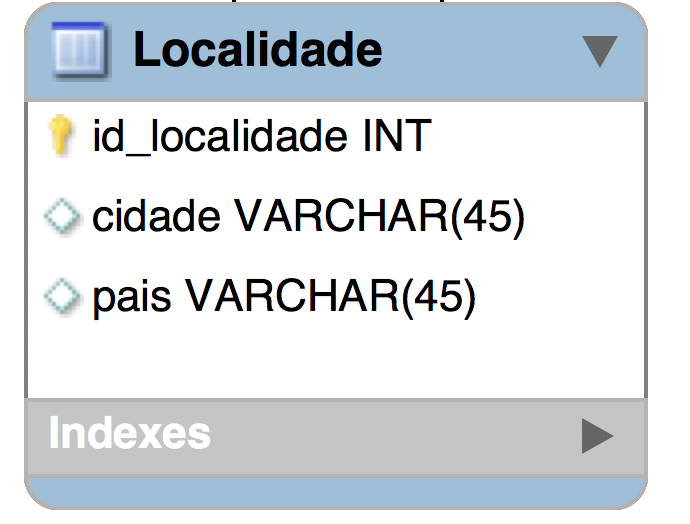 Localidade
id_localidade INT
cidade VARCHAR(45)
pais VARCHAR(45)
Indexes